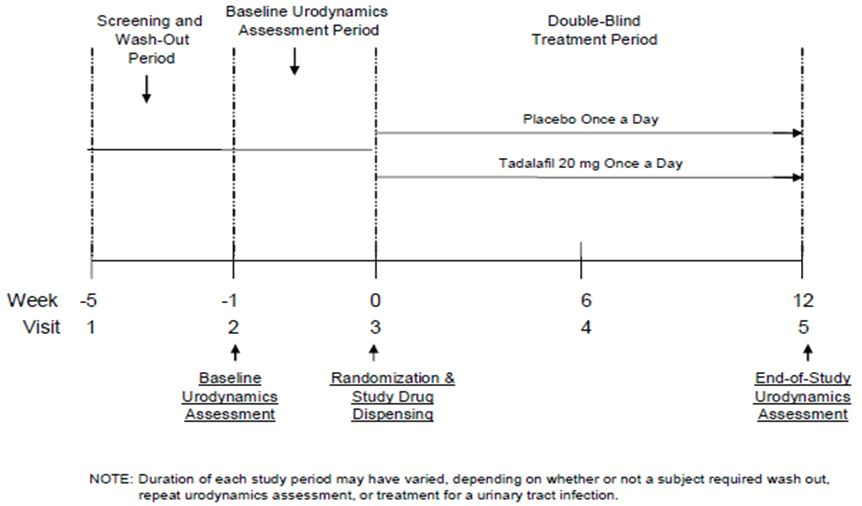 Screening and
Wash-Out
Period
Baseline Urodynamics
Assessment Period
Double-Blind
Treatment Period
Placebo Once a Day
Tadalafil 20 mg Once a Day
Week -5 -1 0 6 12
Visit 1 2 3 4 5
Baseline
Urodynamics
Assessment
Randomization &
Study Drug
Dispensing
End-of-Study
Urodynamics
Assessment
NOTE: Duration of each study period may have varied, depending on whether or not a subject required wash out,
repeat urodynamics assessment, or treatment for a urinary tract infection.